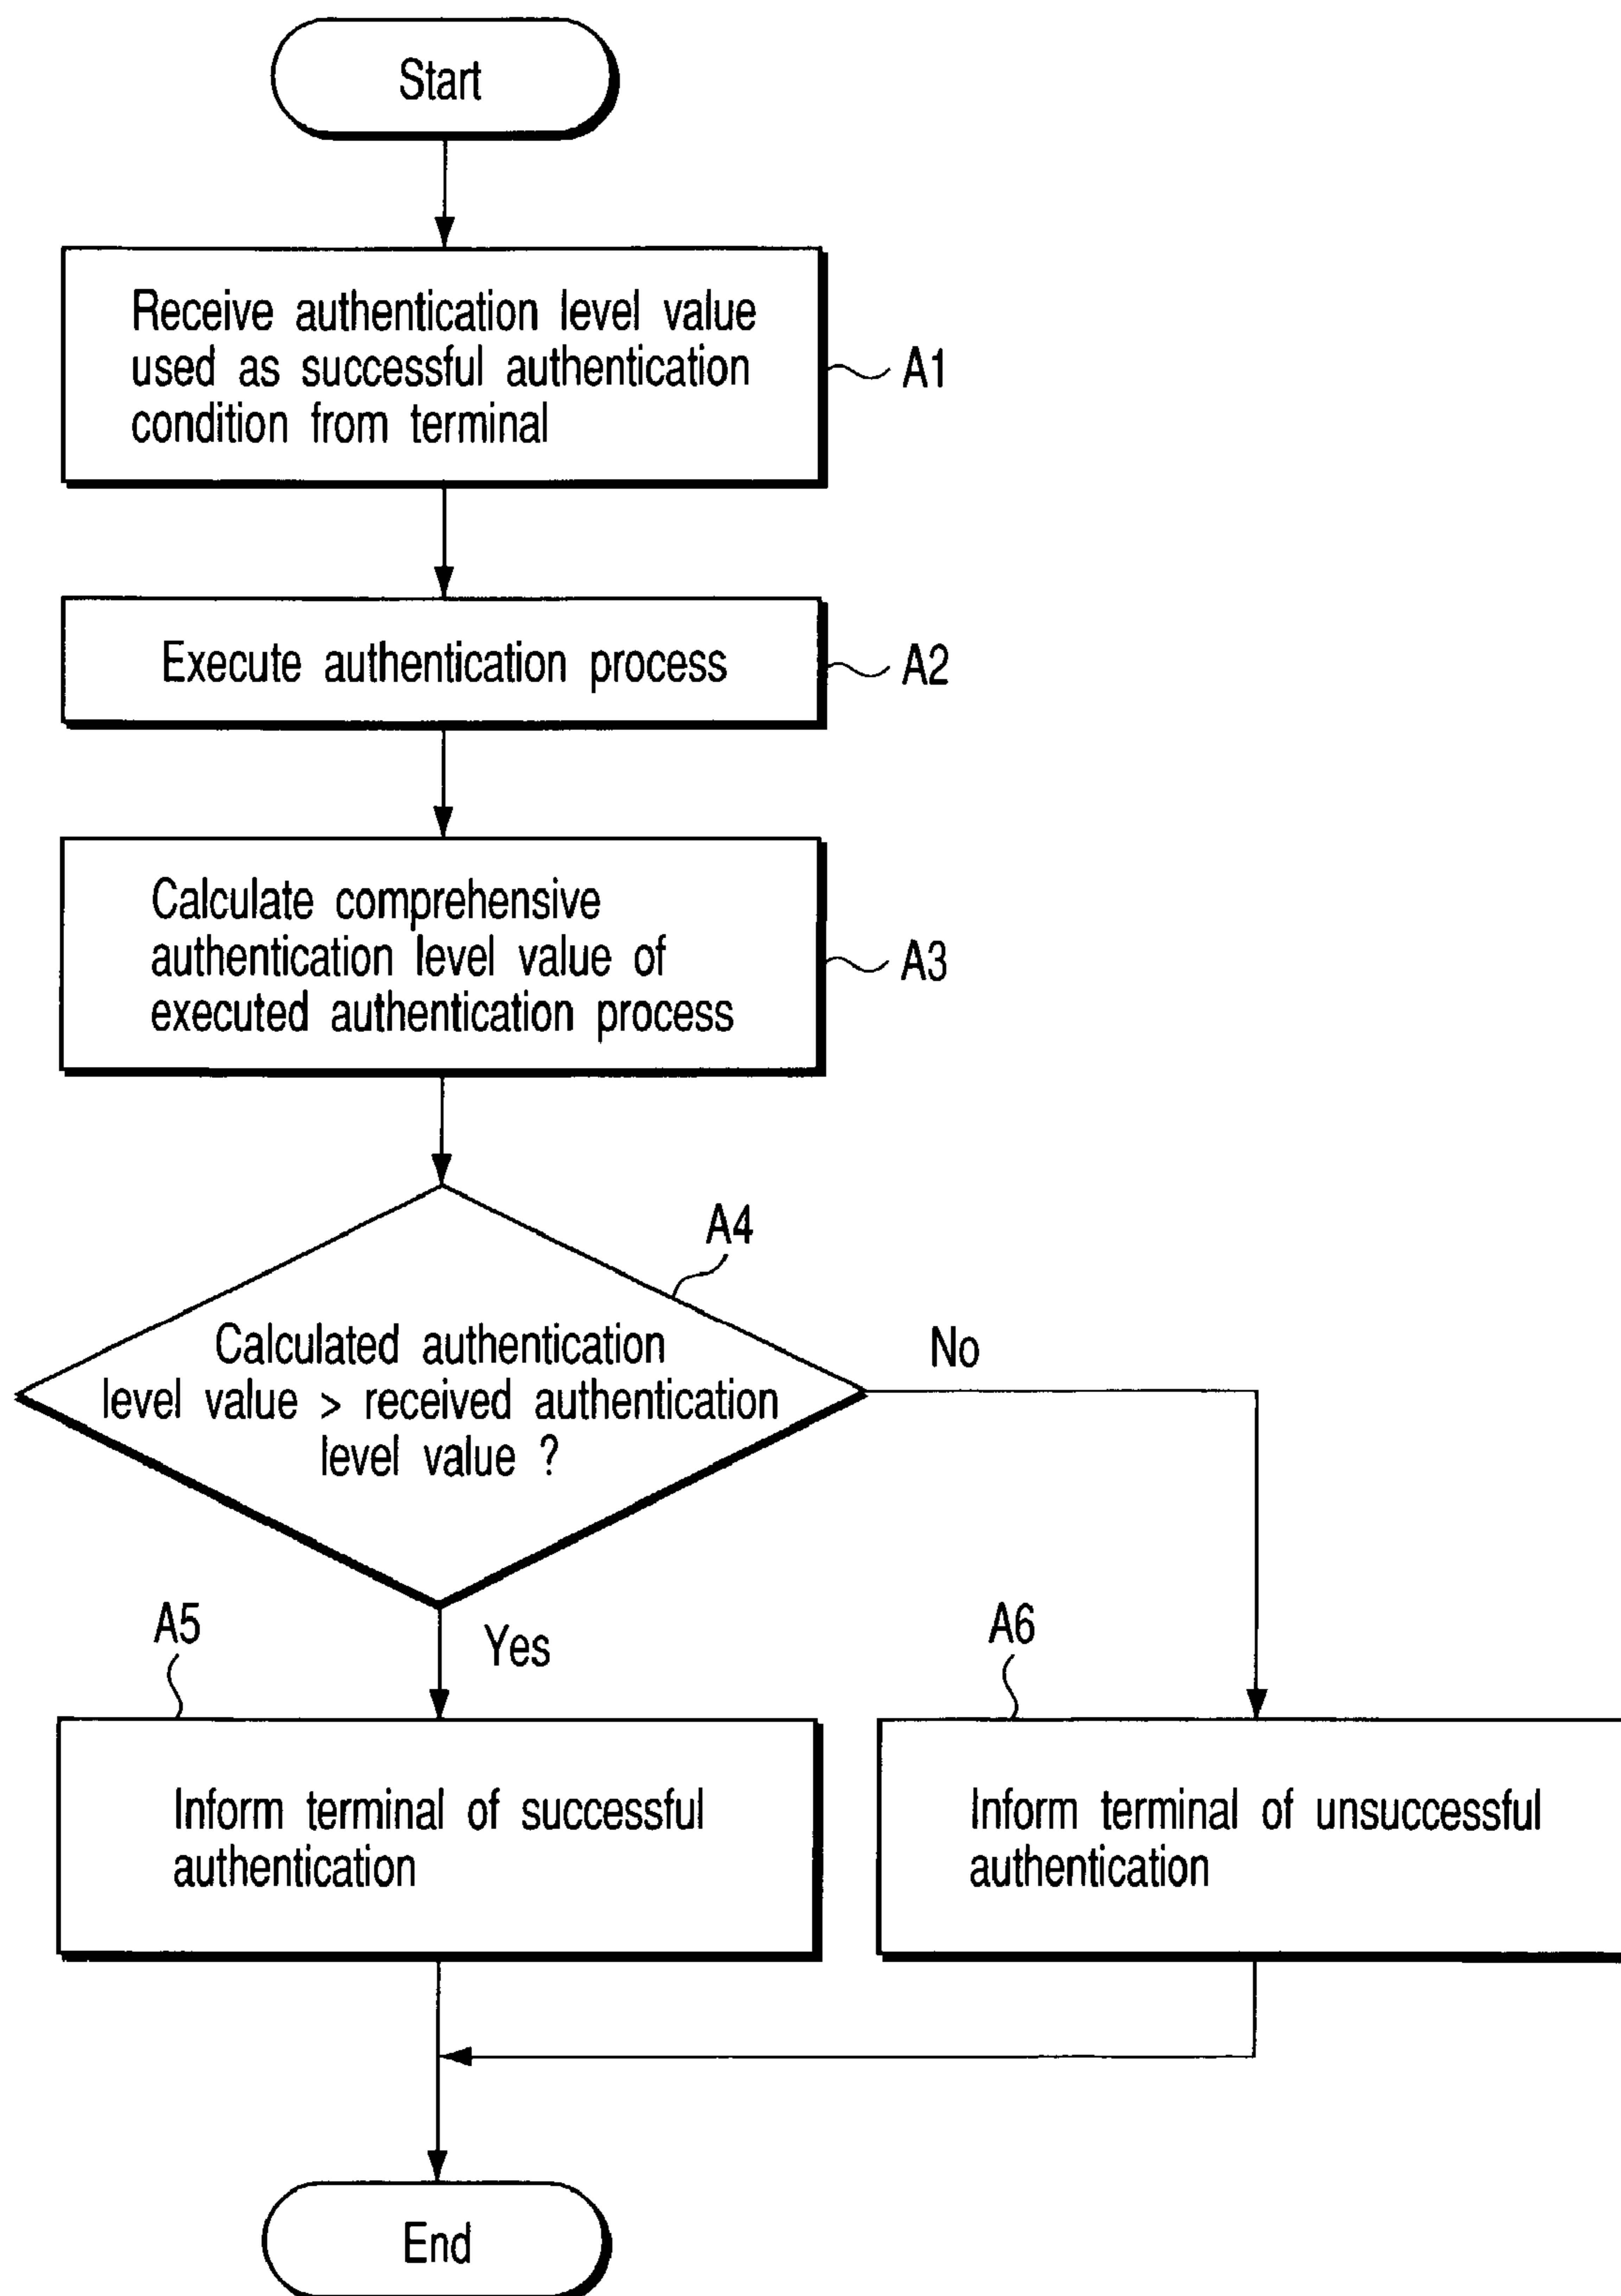 Start
Receive authentication level value
used as successful authentication
condition from terminal
A1
Execute authentication process
A2
Calculate comprehensive
authentication level value of
executed authentication process
A3
A4
Calculated authentication
level value > received authentication
level value ?
No
Yes
A5
Inform terminal of successful
authentication
A6
Inform terminal of unsuccessful
authentication
End